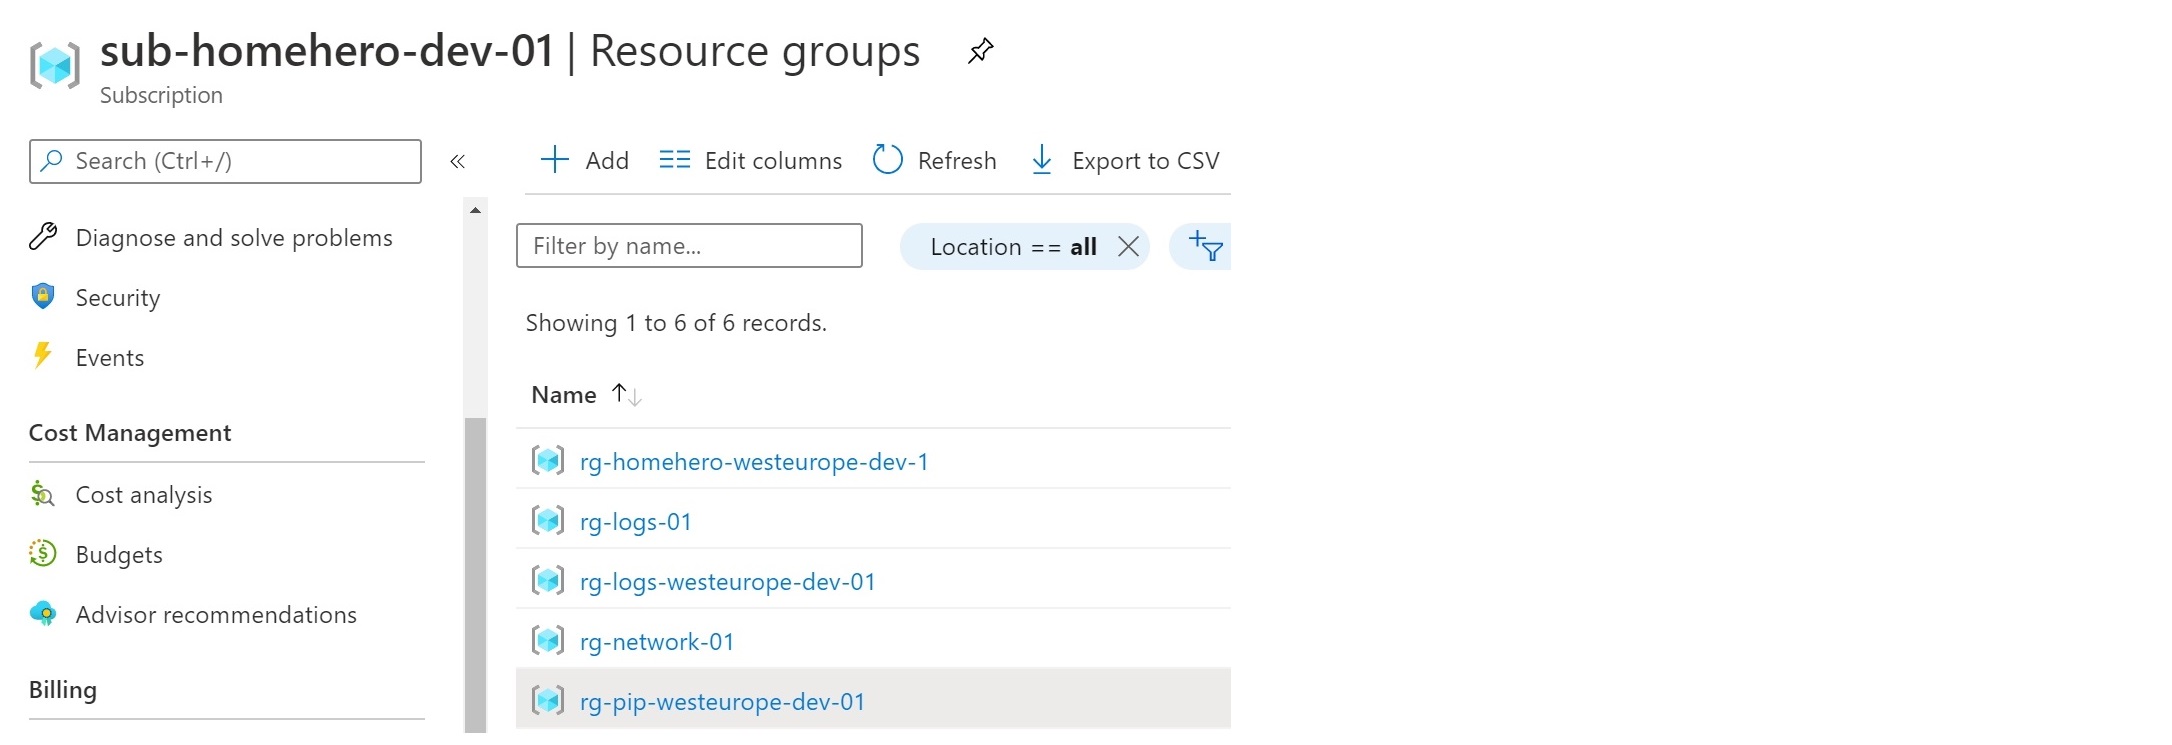 sub-homehero-dev-01 | Resource groups
Subscription
Search (Ctrl+/)
«
Diagnose and solve problems
Security
Events
Cost Management
Cost analysis
Budgets
Advisor recommendations
Billing
Add
Edit columns
Refresh
Export to CSV
Filter by name...
Location == all
Showing 1 to 6 of 6 records.
Name
rg-homehero-westeurope-dev-1
rg-logs-01
rg-logs-westeurope-dev-01
rg-network-01
rg-pip-westeurope-dev-01